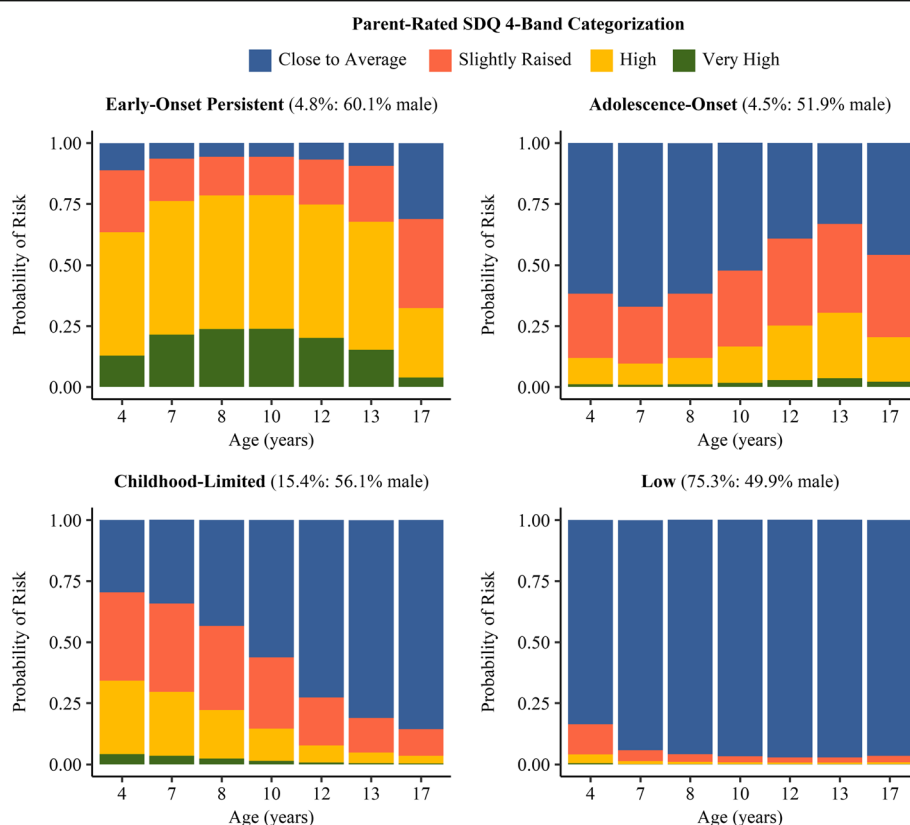 Parent-Rated SDQ 4-Band Categorization
Close to Average Slightly Raised High Very High
Early-Onset Persistent (4.8%: 60.1% male)
Probability of Risk
1.00
0.75
0.50
0.25
0.00
4 7 8 10 12 13 17
Age (years)
Adolescence-Onset (4.5%: 51.9% male)
Probability of Risk
1.00
0.75
0.50
0.25
0.00
4 7 8 10 12 13 17
Age (years)
Childhood-Limited (15.4%: 56.1% male)
Probability of Risk
1.00
0.75
0.50
0.25
0.00
4 7 8 10 12 13 17
Age (years)
Low (75.3%: 49.9% male)
Probability of Risk
1.00
0.75
0.50
0.25
0.00
4 7 8 10 12 13 17
Age (years)